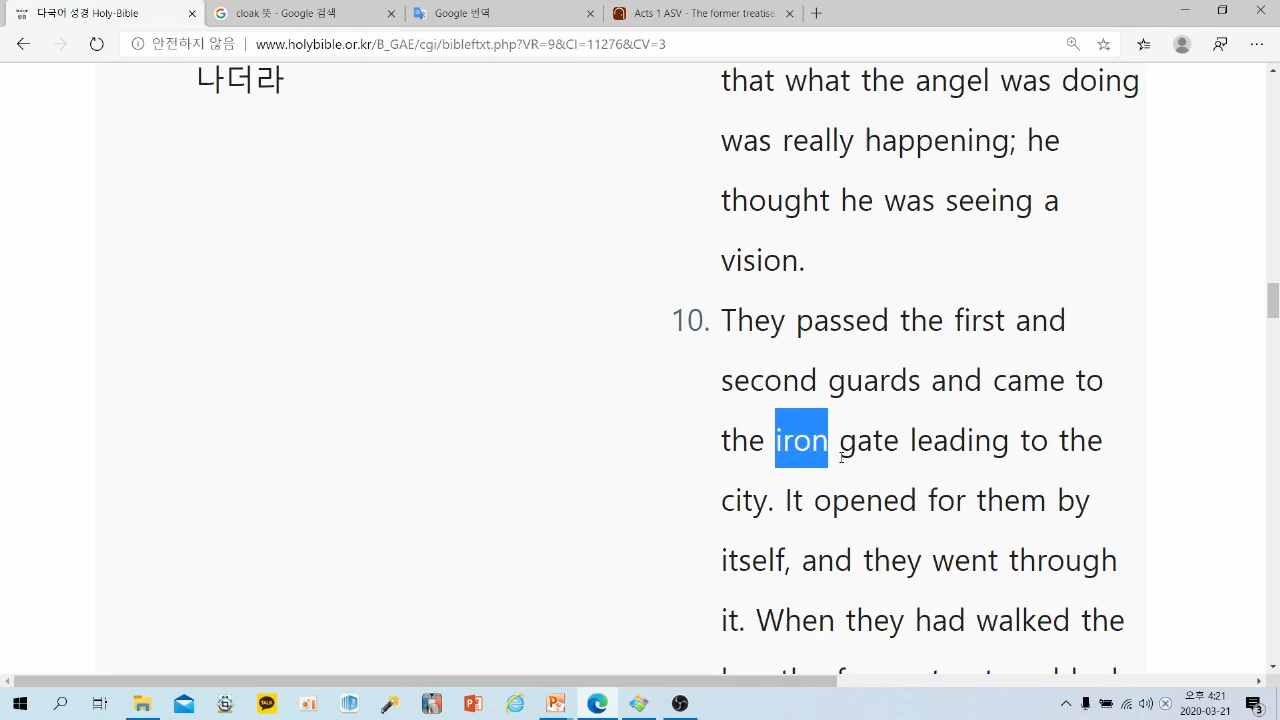 다국어 성경 Holy-Bible
cloak 뜻 - Google 검색
Google 번역
Acts 1 ASV - The former treatise
안전하지 않음
www.holybible.or.kr/B_GAE/cgi/bibleftxt.php?VR=9&CI=11276&CV=3
나더라
that what the angel was doing
was really happening; he
thought he was seeing a
vision.
10. They passed the first and
second guards and came to
the iron gate leading to the
city. It opened for them by
itself, and they went through
it. When they had walked the
TALK
오후 4:21
2020-03-21
3